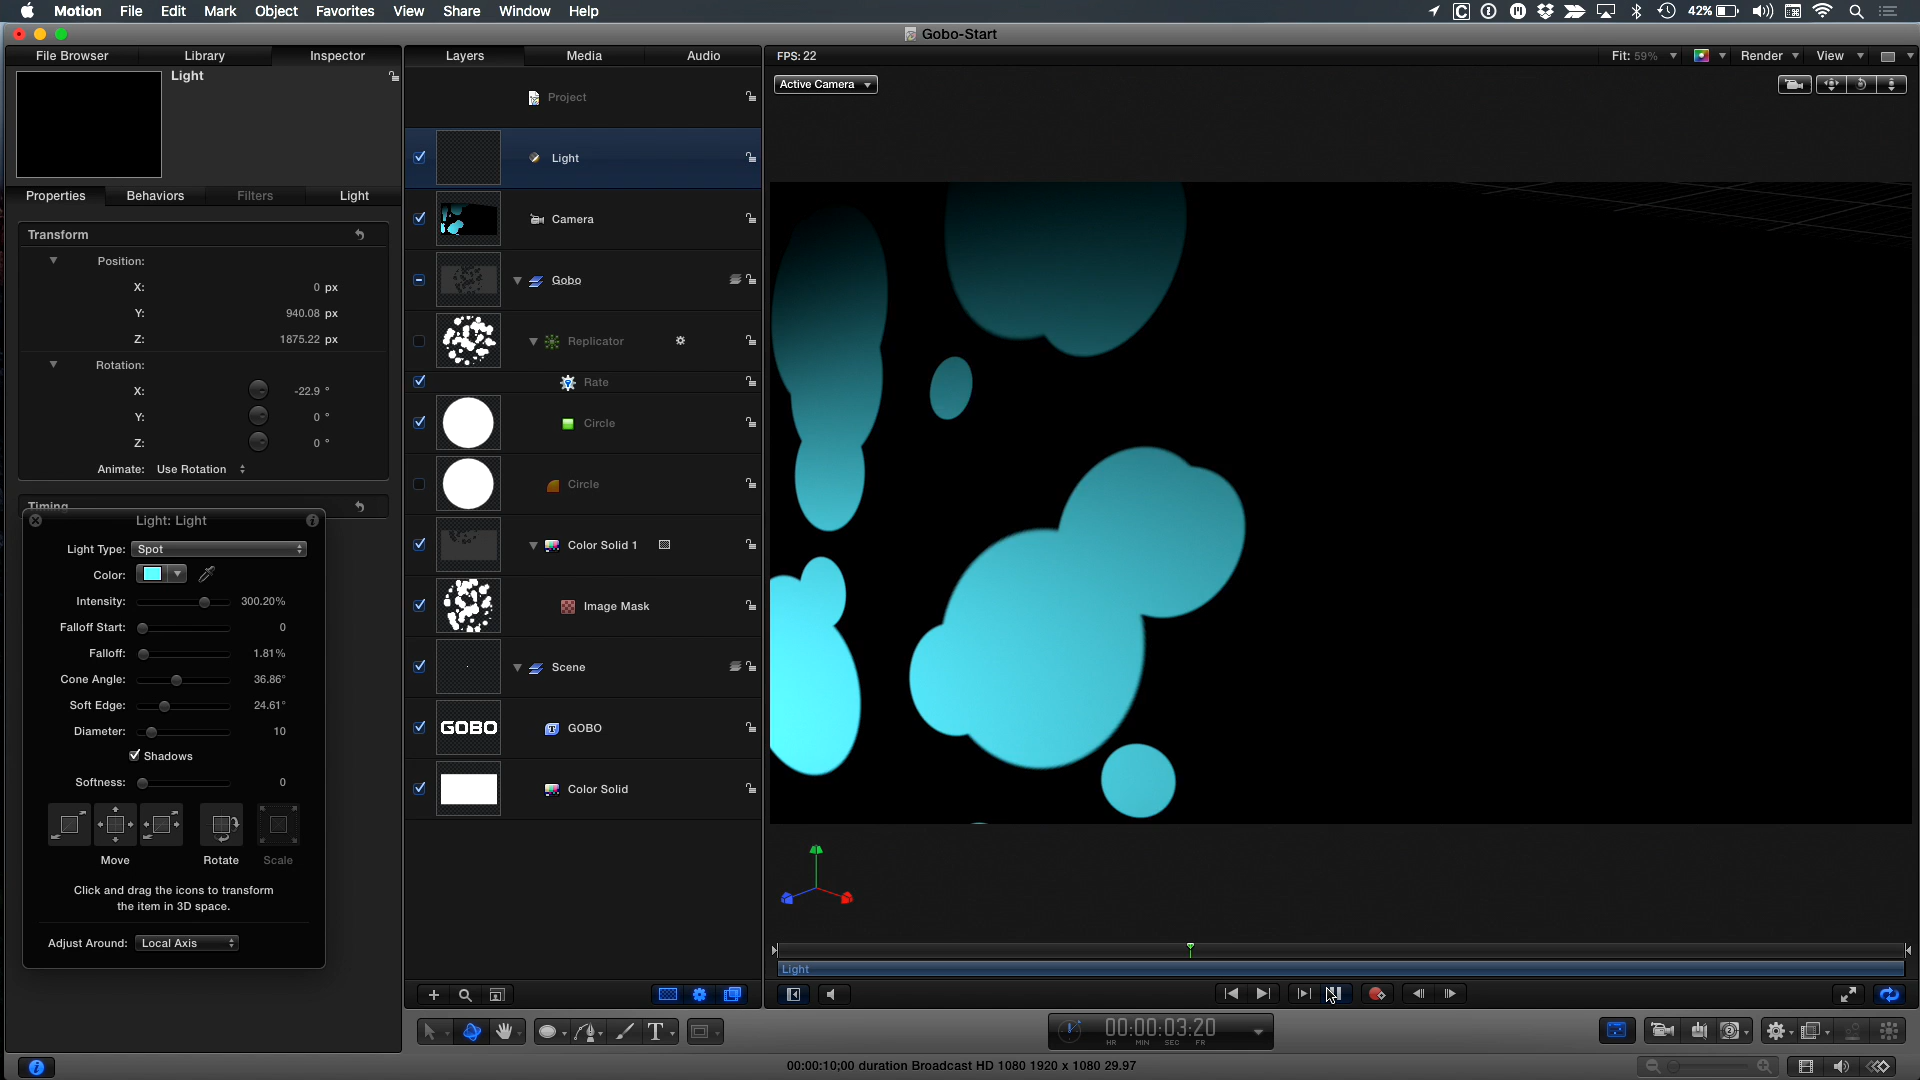 Motion File Edit Mark Object Favorites View Share Window Help 42%
Gobo-Start
File Browser Library Inspector Layers Media Audio FPS: 22 Fit: 59% Render View
Light
Active Camera
Project
Light
Properties Behaviors Filters Light
Camera
Transform
Position:
X: 0 px
Y: 940.08 px
Z: 1875.22 px
Rotation:
X: -22.9 °
Y: 0 °
Z: 0 °
Animate: Use Rotation
Timing
Gobo
Replicator
Rate
Circle
Circle
Color Solid 1
Image Mask
Scene
GOBO GOBO
Color Solid
Light: Light
Light Type: Spot
Color:
Intensity: 300.20%
Falloff Start: 0
Falloff: 1.81%
Cone Angle: 36.86°
Soft Edge: 24.61°
Diameter: 10
Shadows
Softness: 0
Move Rotate Scale
Click and drag the icons to transform
the item in 3D space.
Adjust Around: Local Axis
Light
T
00:00:03:20
HR MIN SEC FR
00:00:10;00 duration Broadcast HD 1080 1920 x 1080 29.97